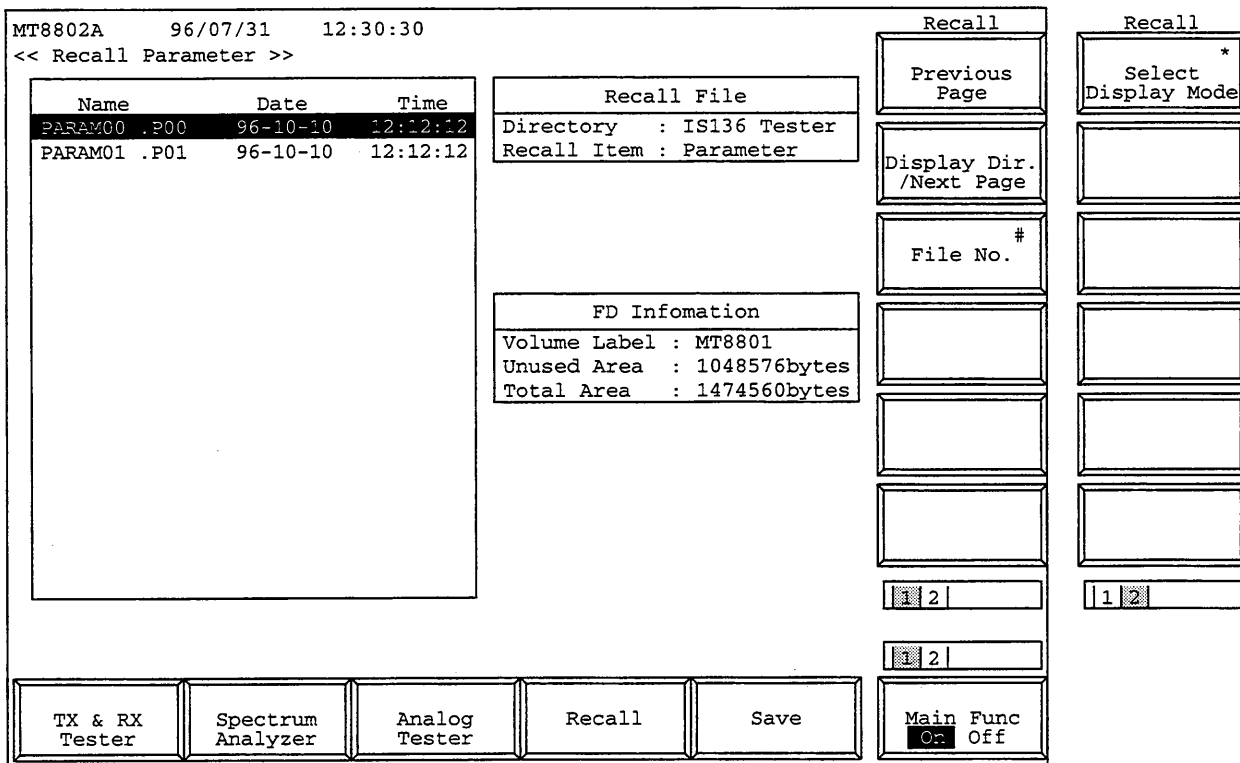 MT8802A 96/07/31 12:30:30
<< Recall Parameter >>
Name Date Time
PARAM00 .P00 96-10-10 12:12:12
PARAM01 .P01 96-10-10 12:12:12
Recall File
Directory : IS136 Tester
Recall Item : Parameter
FD Infomation
Volume Label : MT8801
Unused Area : 1048576bytes
Total Area : 1474560bytes
Recall
Previous
Page
Display Dir.
/Next Page
#
File No.
1 2
1 2
Recall
*
Select
Display Mode
1 2
TX & RX
Tester
Spectrum
Analyzer
Analog
Tester
Recall
Save
Main Func
On Off